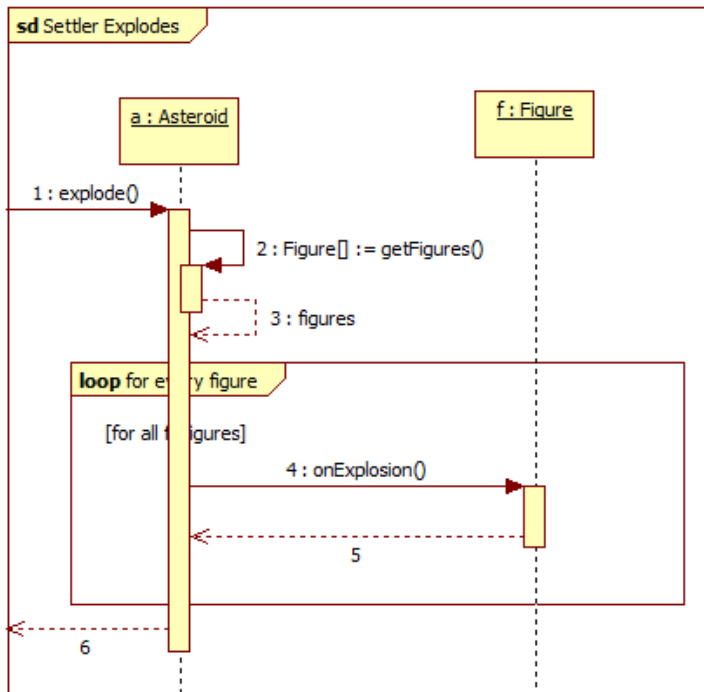 sd Settler Explodes
a : Asteroid
f : Figure
1 : explode()
2 : Figure[] := getFigures()
3 : figures
loop for every figure
[for all f figures]
4 : onExplosion()
5
6